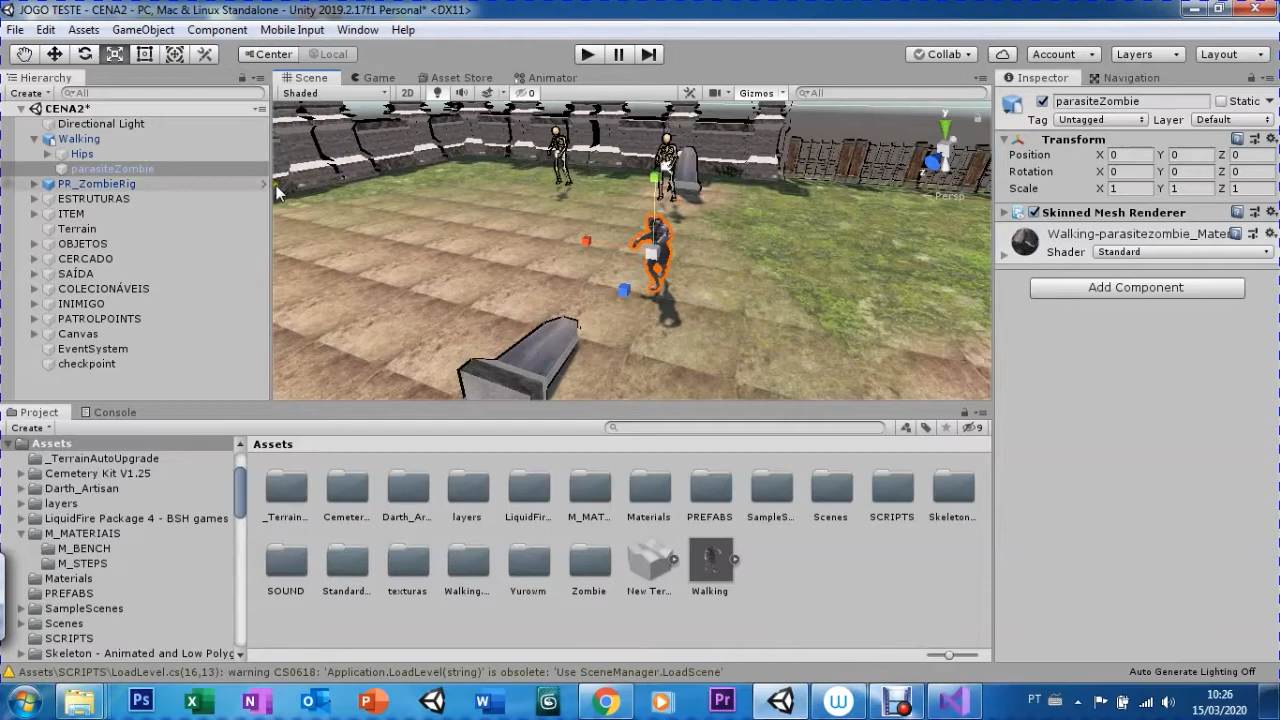 JOGO TESTE - CENA2 - PC, Mac & Linux Standalone - Unity 2019.2.17f1 Personal* <DX11>
File Edit Assets GameObject Component Mobile Input Window Help
Center Local Collab Account Layers Layout
Hierarchy Scene Game Asset Store Animator Inspector Navigation
Create All Shaded 2D 0 Gizmos All
parasiteZombie Static
Tag Untagged Layer Default
CENA2*
Directional Light
Walking
Hips
parasiteZombie
PR_ZombieRig
ESTRUTURAS
ITEM
Terrain
OBJETOS
CERCADO
SAÍDA
COLECIONÁVEIS
INIMIGO
PATROLPOINTS
Canvas
EventSystem
checkpoint
y
z
Persp
Transform
Position X 0 Y 0 Z 0
Rotation X 0 Y 0 Z 0
Scale X 1 Y 1 Z 1
Skinned Mesh Renderer
Walking-parasitezombie_Mater
Shader Standard
Add Component
Project Console
Create 9
Assets
_TerrainAutoUpgrade
Cemetery Kit V1.25
Darth_Artisan
layers
LiquidFire Package 4 - BSH games
M_MATERIAIS
M_BENCH
M_STEPS
Materials
PREFABS
SampleScenes
Scenes
SCRIPTS
Skeleton - Animated and Low Polyg
Assets
_Terrain... Cemeter... Darth_Ar... layers LiquidFir... M_MAT... Materials PREFABS SampleS... Scenes SCRIPTS Skeleton...
SOUND Standard... texturas Walking... Yurowm Zombie New Ter... Walking
Assets\SCRIPTS\LoadLevel.cs(16,13): warning CS0618: 'Application.LoadLevel(string)' is obsolete: 'Use SceneManager.LoadScene'
Auto Generate Lighting Off
Ps X N O P W S W Pr
PT
10:26
15/03/2020